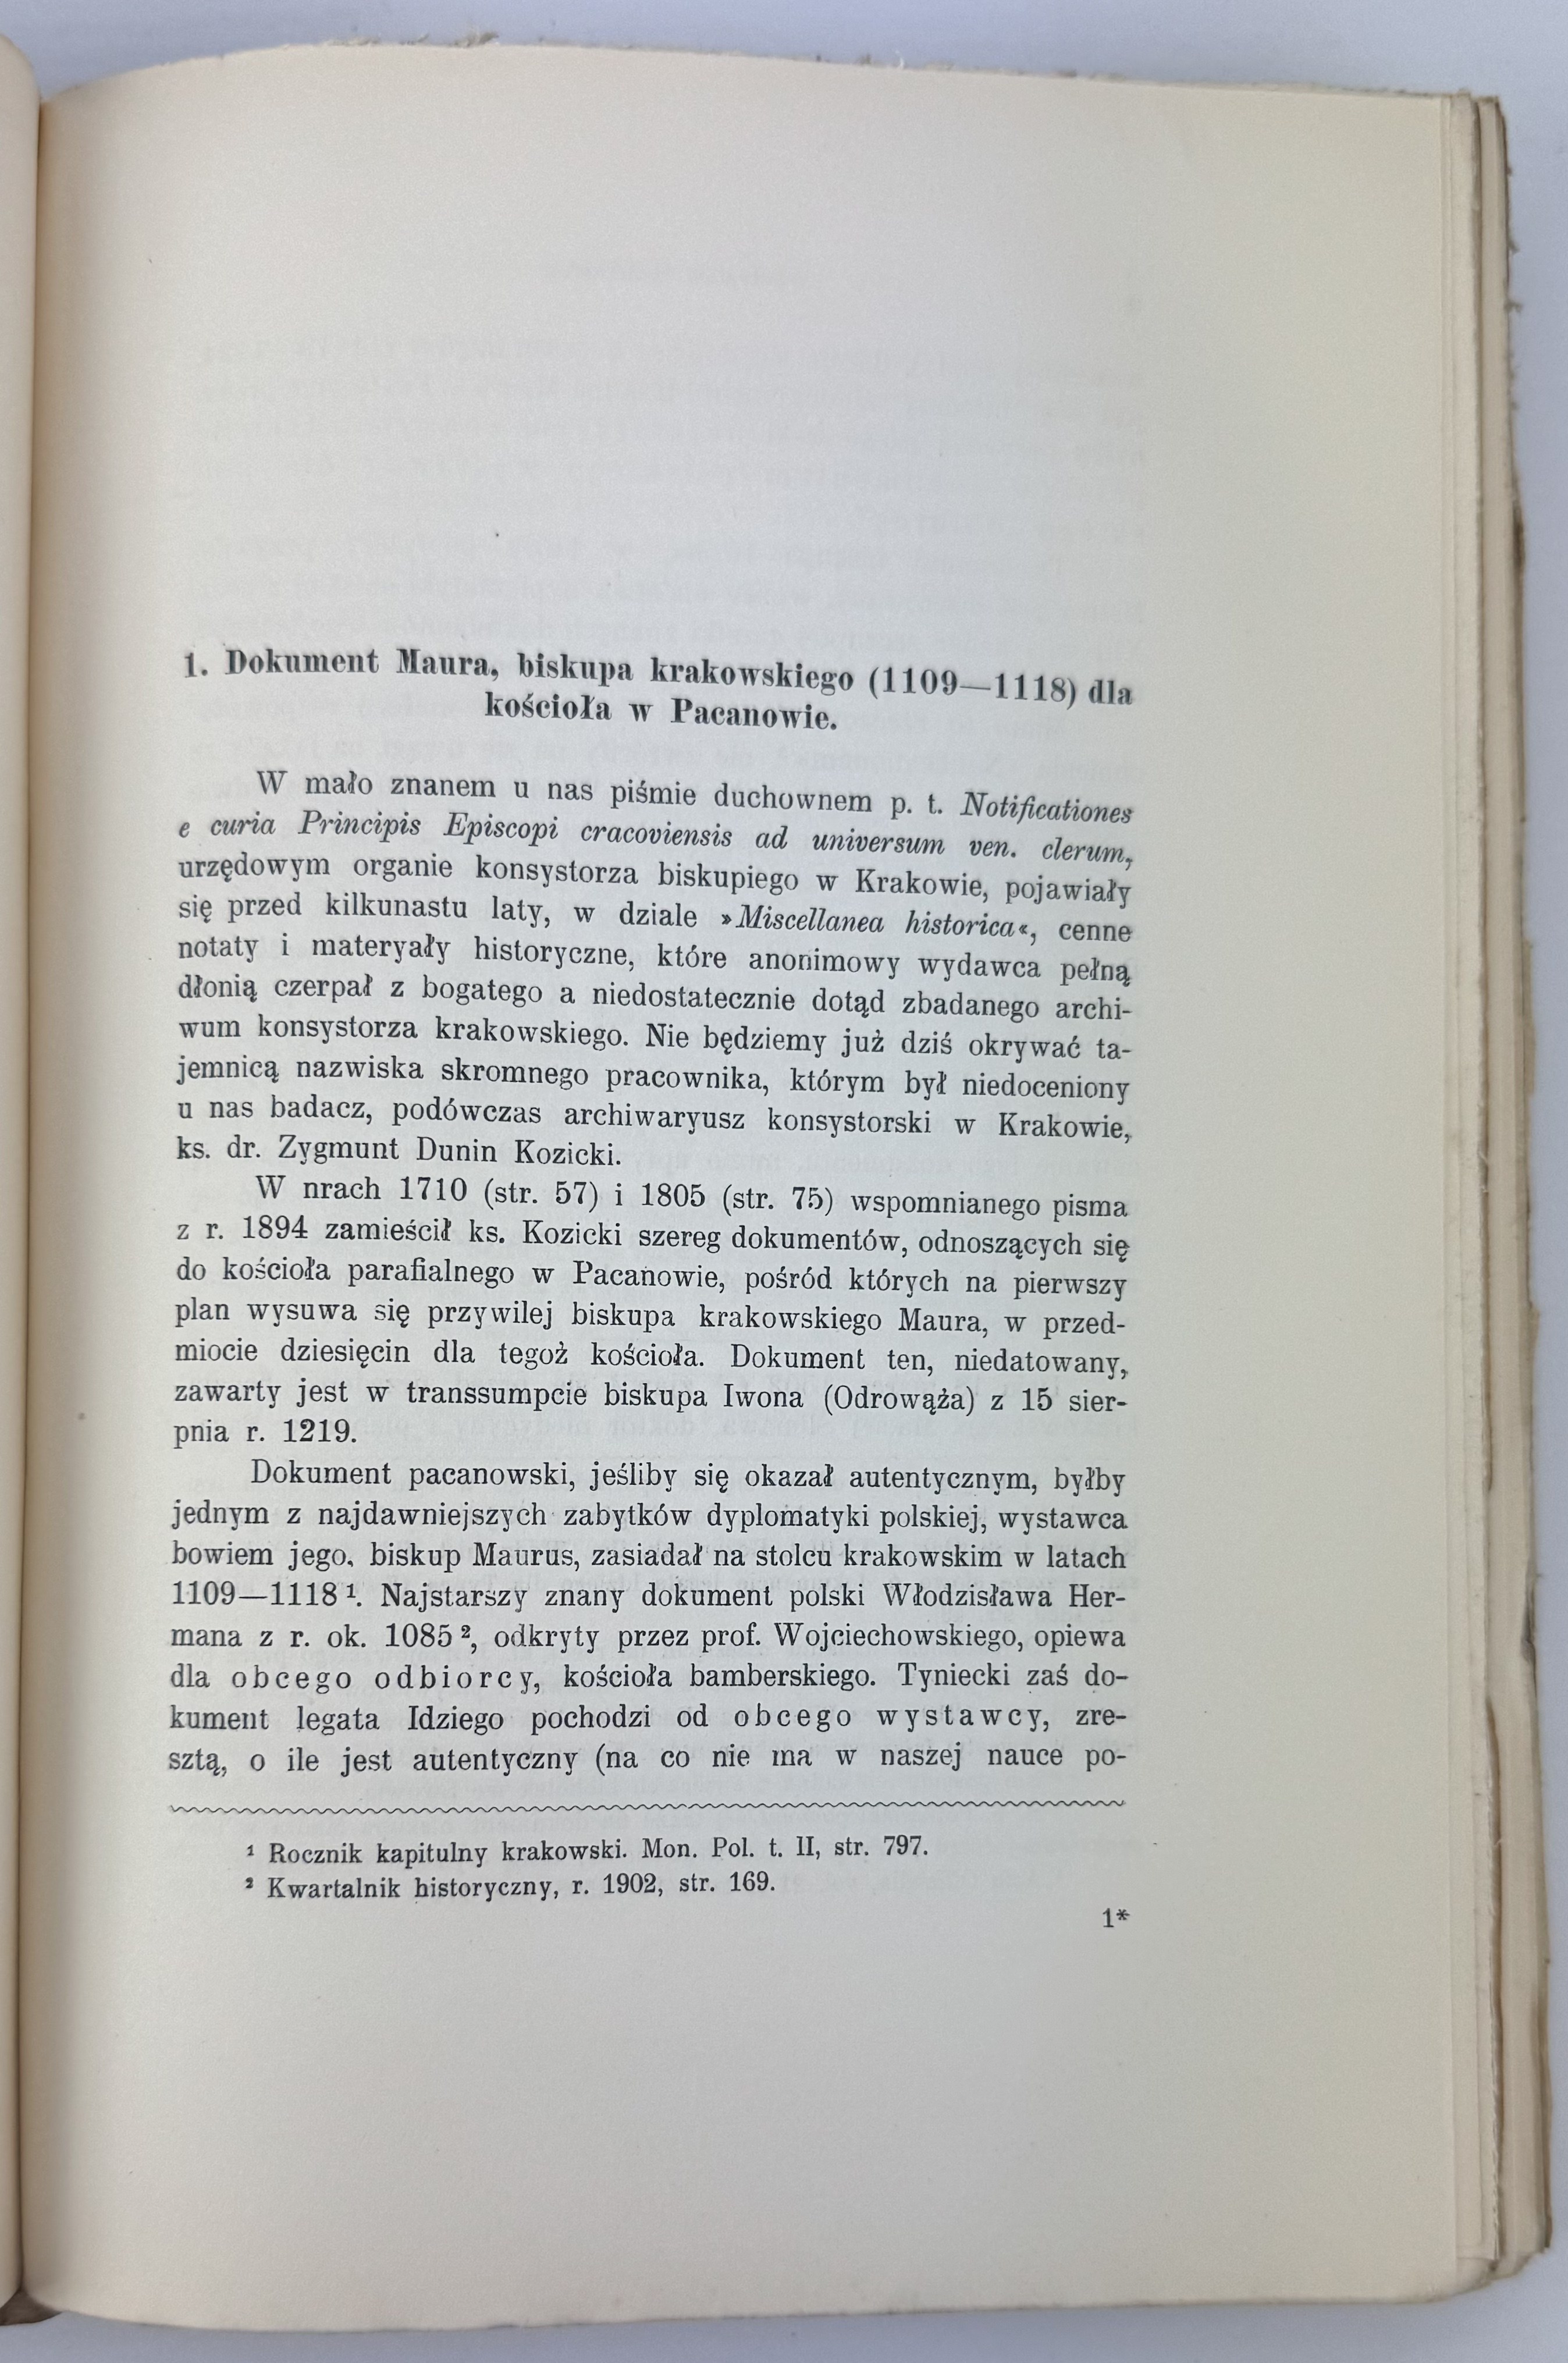 1. Dokument Maura, biskupa krakowskiego (1109—1118) dla
kościoła w Pacanowie.
W mało znanem u nas piśmie duchownem p. t. Notificationes
e curia Principis Episcopi cracoviensis ad universum ven. clerum,
urzędowym organie konsystorza biskupiego w Krakowie, pojawiały
się przed kilkunastu laty, w dziale »Miscellanea historica«, cenne
notaty i materyały historyczne, które anonimowy wydawca pełną
dłonią czerpał z bogatego a niedostatecznie dotąd zbadanego archi-
wum konsystorza krakowskiego. Nie będziemy już dziś okrywać ta-
jemnicą nazwiska skromnego pracownika, którym był niedoceniony
u nas badacz, podówczas archiwaryusz konsystorski w Krakowie,
ks. dr. Zygmunt Dunin Kozicki.
W nrach 1710 (str. 57) i 1805 (str. 75) wspomnianego pisma
z r. 1894 zamieścił ks. Kozicki szereg dokumentów, odnoszących się
do kościoła parafialnego w Pacanowie, pośród których na pierwszy
plan wysuwa się przywilej biskupa krakowskiego Maura, w przed-
miocie dziesięcin dla tegoż kościoła. Dokument ten, niedatowany,
zawarty jest w transsumpcie biskupa Iwona (Odrowąża) z 15 sier-
pnia r. 1219.
Dokument pacanowski, jeśliby się okazał autentycznym, byłby
jednym z najdawniejszych zabytków dyplomatyki polskiej, wystawca
bowiem jego, biskup Maurus, zasiadał na stolcu krakowskim w latach
1109—1118 ¹. Najstarszy znany dokument polski Włodzisława Her-
mana z r. ok. 1085 ², odkryty przez prof. Wojciechowskiego, opiewa
dla obcego odbiorcy, kościoła bamberskiego. Tyniecki zaś do-
kument legata Idziego pochodzi od obcego wystawcy, zre-
sztą, o ile jest autentyczny (na co nie ma w naszej nauce po-
¹ Rocznik kapitulny krakowski. Mon. Pol. t. II, str. 797.
² Kwartalnik historyczny, r. 1902, str. 169.
1*